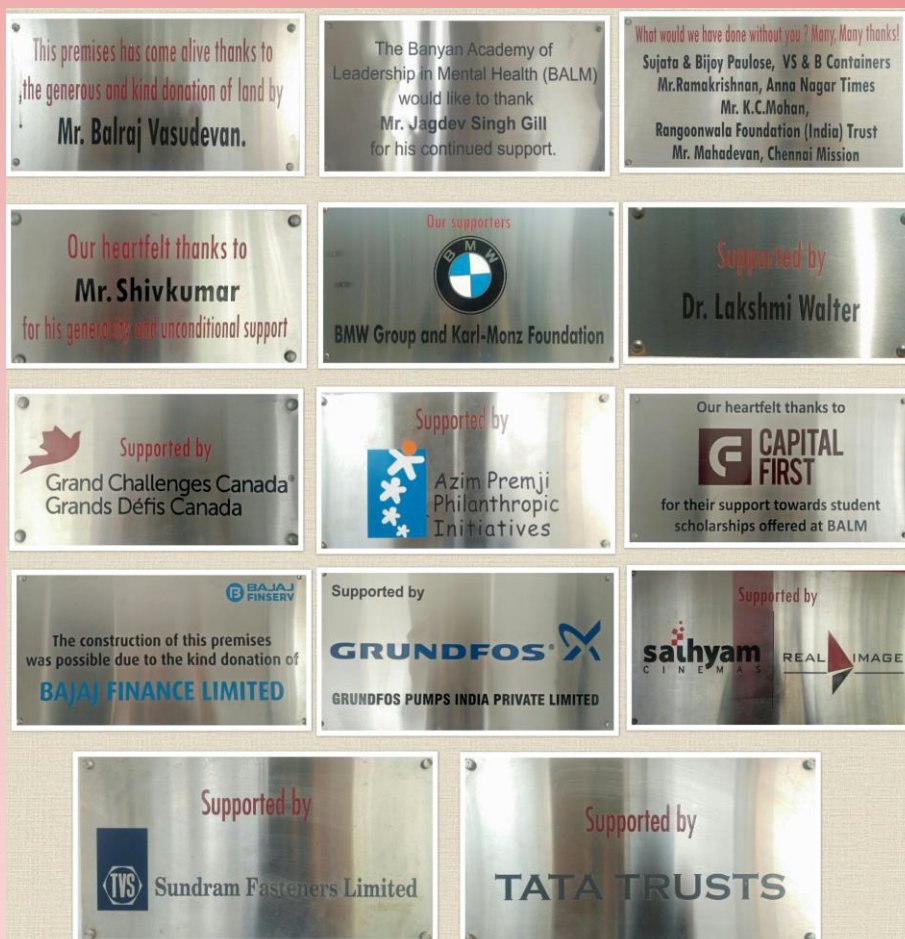 This premises has come alive thanks to
the generous and kind donation of land by
Mr. Balraj Vasudevan.
The Banyan Academy of
Leadership in Mental Health (BALM)
would like to thank
Mr. Jagdev Singh Gill
for his continued support.
What would we have done without you ? Many, Many thanks!
Sujata & Bijoy Paulose, VS & B Containers
Mr.Ramakrishnan, Anna Nagar Times
Mr. K.C.Mohan,
Rangoonwala Foundation (India) Trust
Mr. Mahadevan, Chennai Mission
Our heartfelt thanks to
Mr. Shivkumar
for his generosity and unconditional support
Our supporters
BMW
BMW Group and Karl-Monz Foundation
Supported by
Dr. Lakshmi Walter
Supported by
Grand Challenges Canada®
Grands Défis Canada
Supported by
Azim Premji
Philanthropic
Initiatives
Our heartfelt thanks to
CAPITAL
FIRST
for their support towards student
scholarships offered at BALM
BAJAJ
FINSERV
The construction of this premises
was possible due to the kind donation of
BAJAJ FINANCE LIMITED
Supported by
GRUNDFOS
GRUNDFOS PUMPS INDIA PRIVATE LIMITED
Supported by
sathyam
CINEMAS
REAL IMAGE
Supported by
TVS
Sundram Fasteners Limited
Supported by
TATA TRUSTS